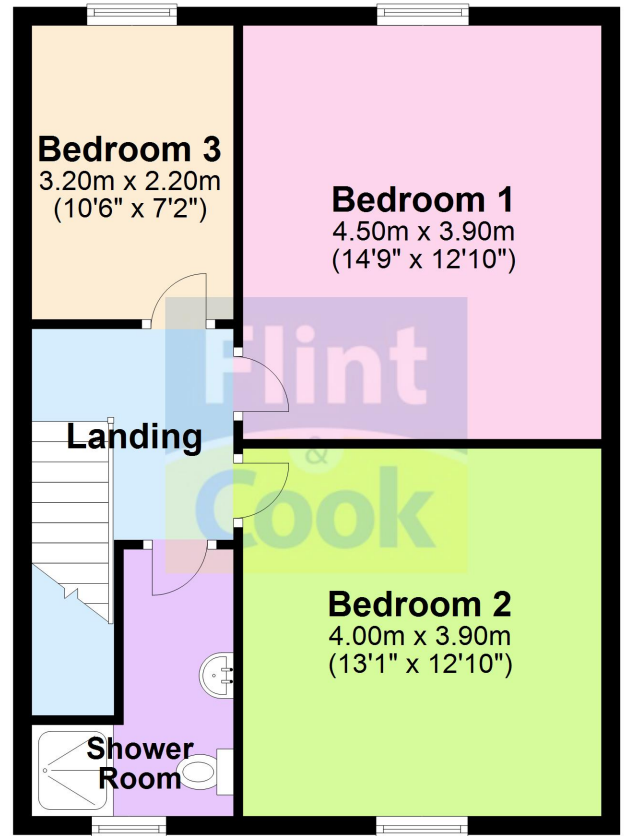 Bedroom 3
3.20m x 2.20m
(10'6" x 7'2")
Bedroom 1
4.50m x 3.90m
(14'9" x 12'10")
Flint
&
Cook
Landing
Bedroom 2
4.00m x 3.90m
(13'1" x 12'10")
Shower
Room